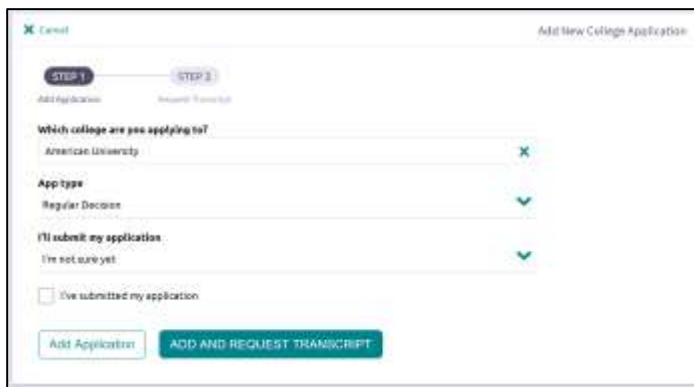 Cancel
Add New College Application
STEP 1
STEP 2
Add Application
Request Transcript
Which college are you applying to?
American University
App type
Regular Decision
I'll submit my application
I'm not sure yet
I've submitted my application
Add Application
ADD AND REQUEST TRANSCRIPT